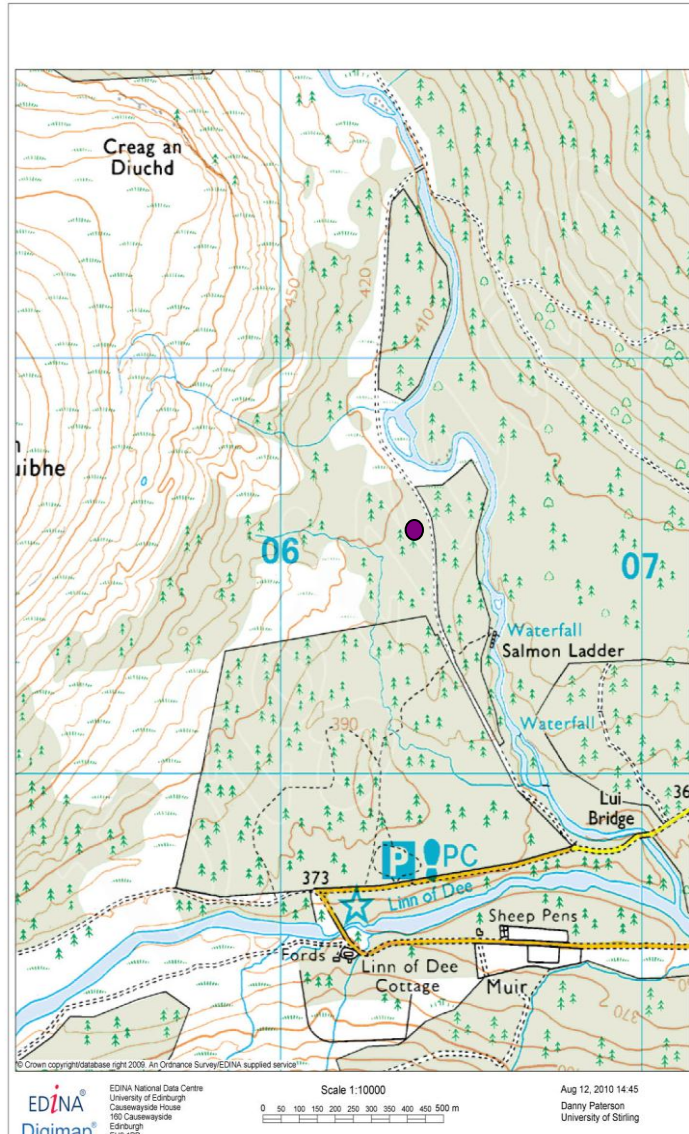 Creag an
Diuchd
450
420
410
uibhe
06
07
Waterfall
Salmon Ladder
390
Waterfall
36
Lui
Bridge
P
PC
373
Linn of Dee
Sheep Pens
Fords
Linn of Dee
Cottage
Muir
370
© Crown copyright/database right 2009. An Ordnance Survey/EDINA supplied service
EDINA
Digimap
EDINA National Data Centre
University of Edinburgh
Causewayside House
160 Causewayside
Edinburgh
Scale 1:10000
0 50 100 150 200 250 300 350 400 450 500 m
Aug 12, 2010 14:45
Danny Paterson
University of Stirling